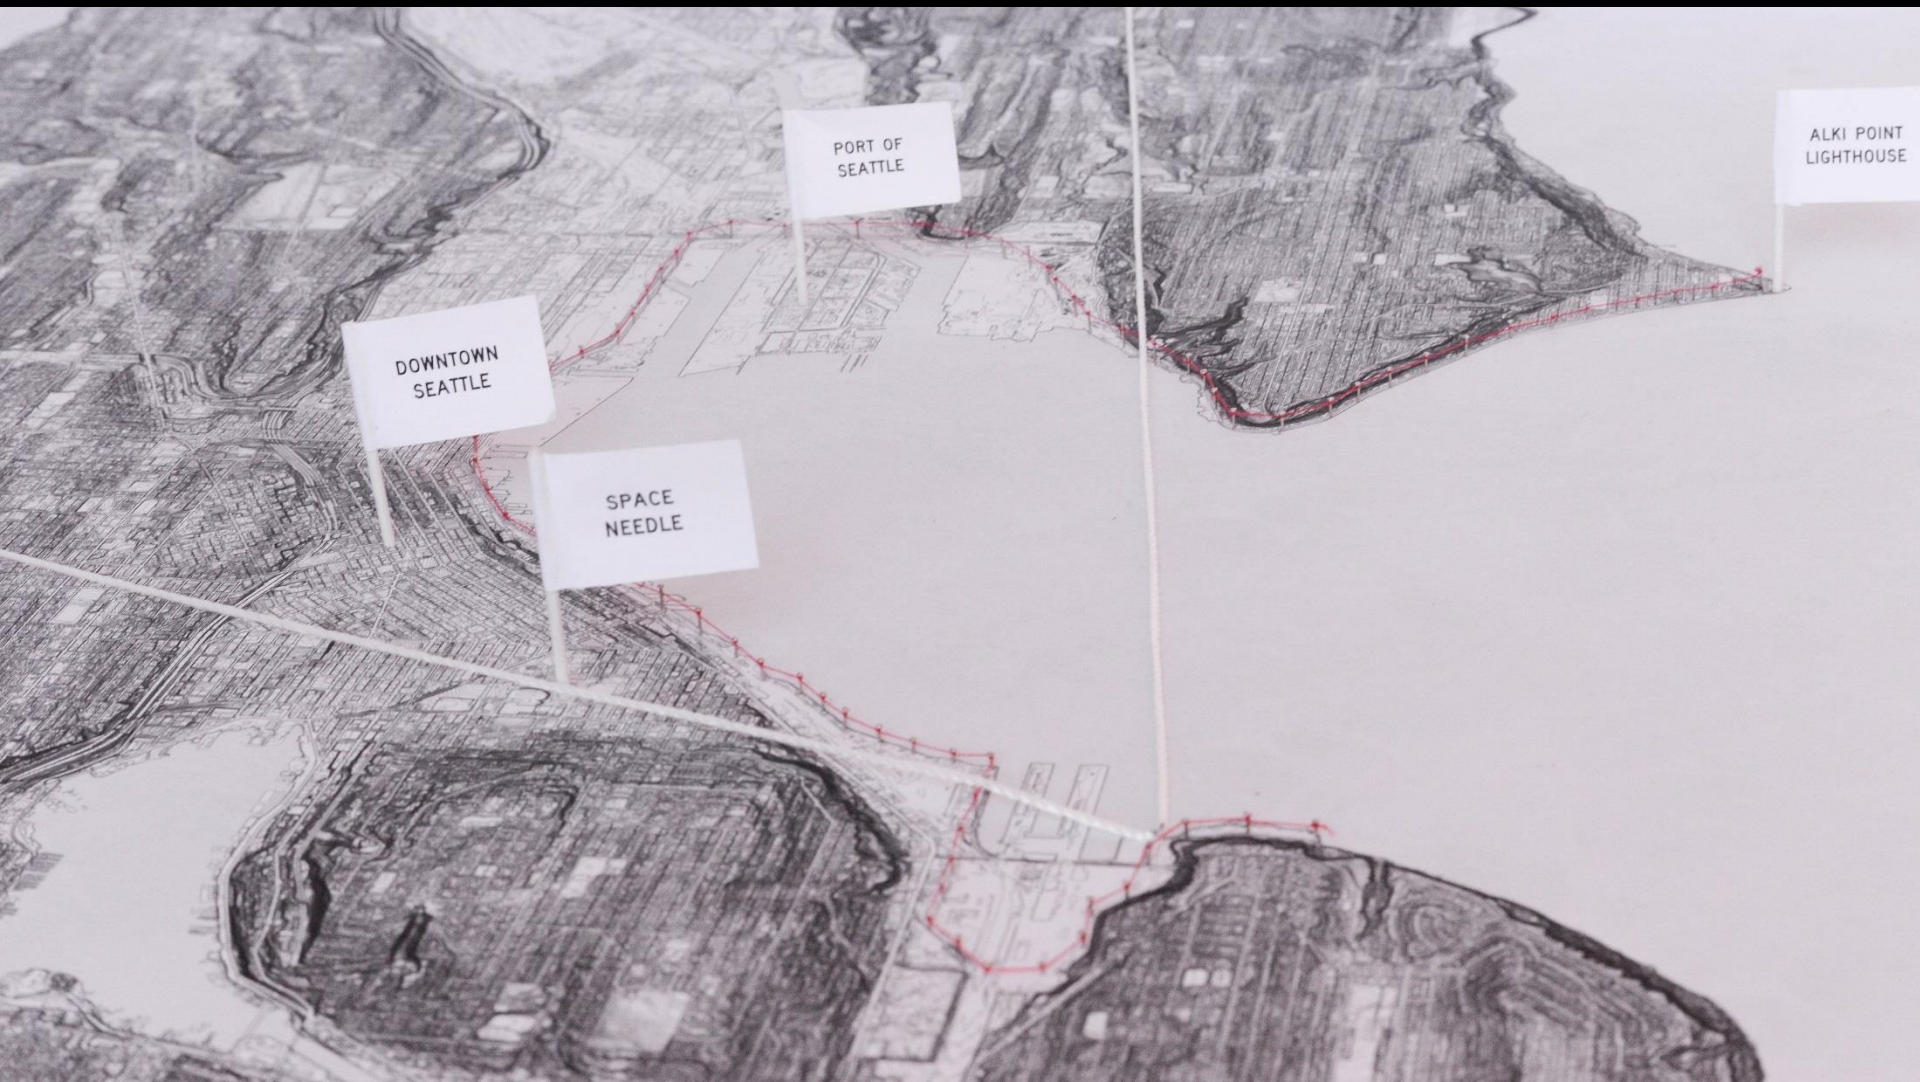 PORT OF
SEATTLE
ALKI POINT
LIGHTHOUSE
DOWNTOWN
SEATTLE
SPACE
NEEDLE